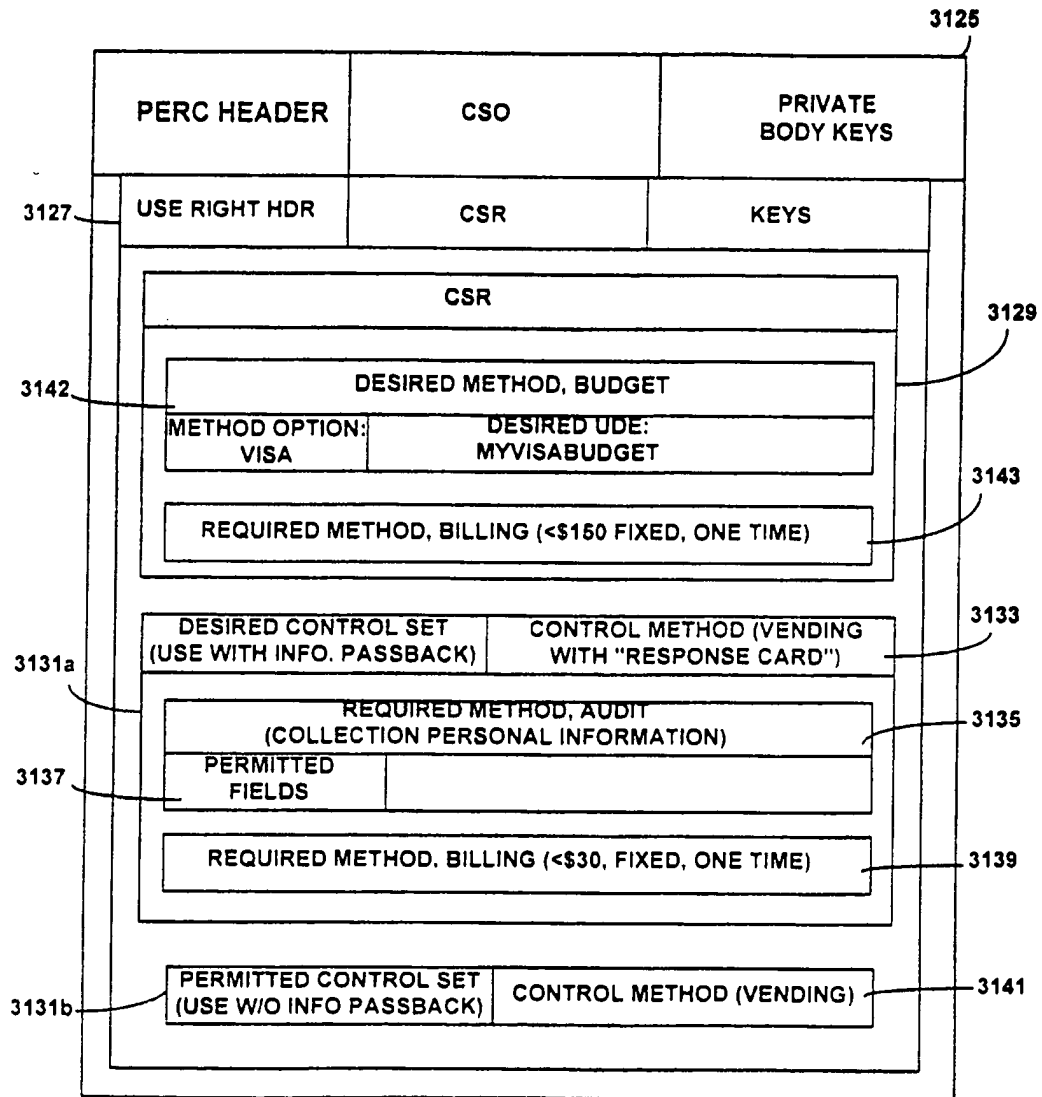 3125
PERC HEADER
CSO
PRIVATE
BODY KEYS
3127
USE RIGHT HDR
CSR
KEYS
CSR
3129
3142
DESIRED METHOD, BUDGET
METHOD OPTION:
VISA
DESIRED UDE:
MYVISABUDGET
3143
REQUIRED METHOD, BILLING (<$150 FIXED, ONE TIME)
3133
DESIRED CONTROL SET
(USE WITH INFO. PASSBACK)
CONTROL METHOD (VENDING
WITH "RESPONSE CARD")
3131a
REQUIRED METHOD, AUDIT
(COLLECTION PERSONAL INFORMATION)
3135
3137
PERMITTED
FIELDS
REQUIRED METHOD, BILLING (<$30, FIXED, ONE TIME)
3139
3131b
PERMITTED CONTROL SET
(USE W/O INFO PASSBACK)
CONTROL METHOD (VENDING)
3141